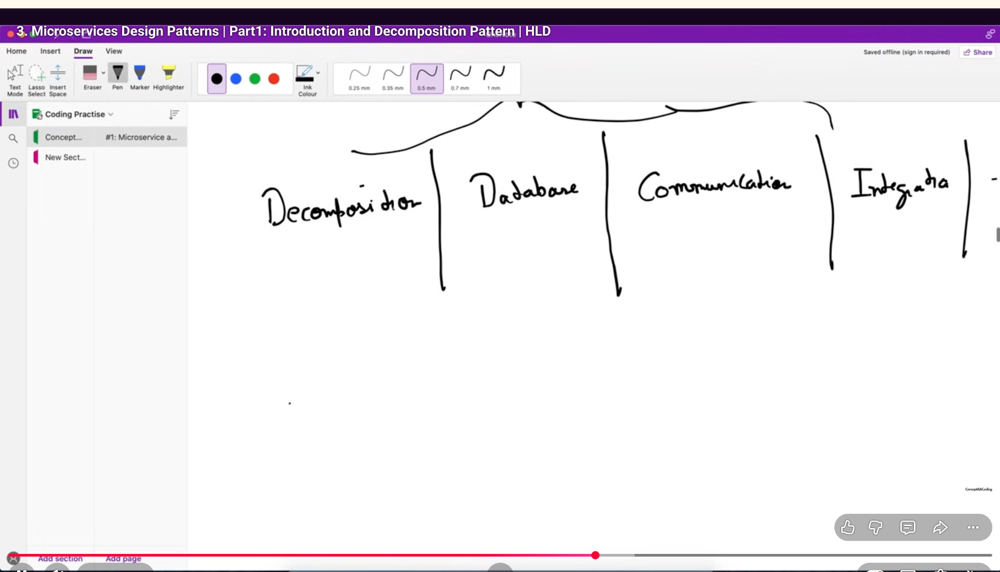 3. Microservices Design Patterns | Part1: Introduction and Decomposition Pattern | HLD
Home Insert Draw View
Saved offline (sign in required) Share
Text Mode
Lasso Select
Insert Space
Eraser
Pen
Marker
Highlighter
Ink Colour
0.25 mm
0.35 mm
0.5 mm
0.7 mm
1 mm
Coding Practise
Concept... #1: Microservice a...
New Sect...
Decomposition Database Communication Integratia
Concept&&Coding
Add section Add page